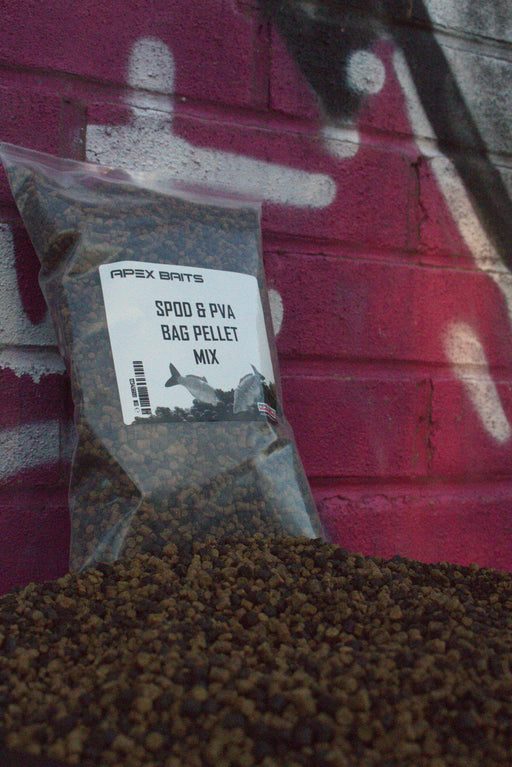 APEX BAITS
SPOD & PVA
BAG PELLET
MIX